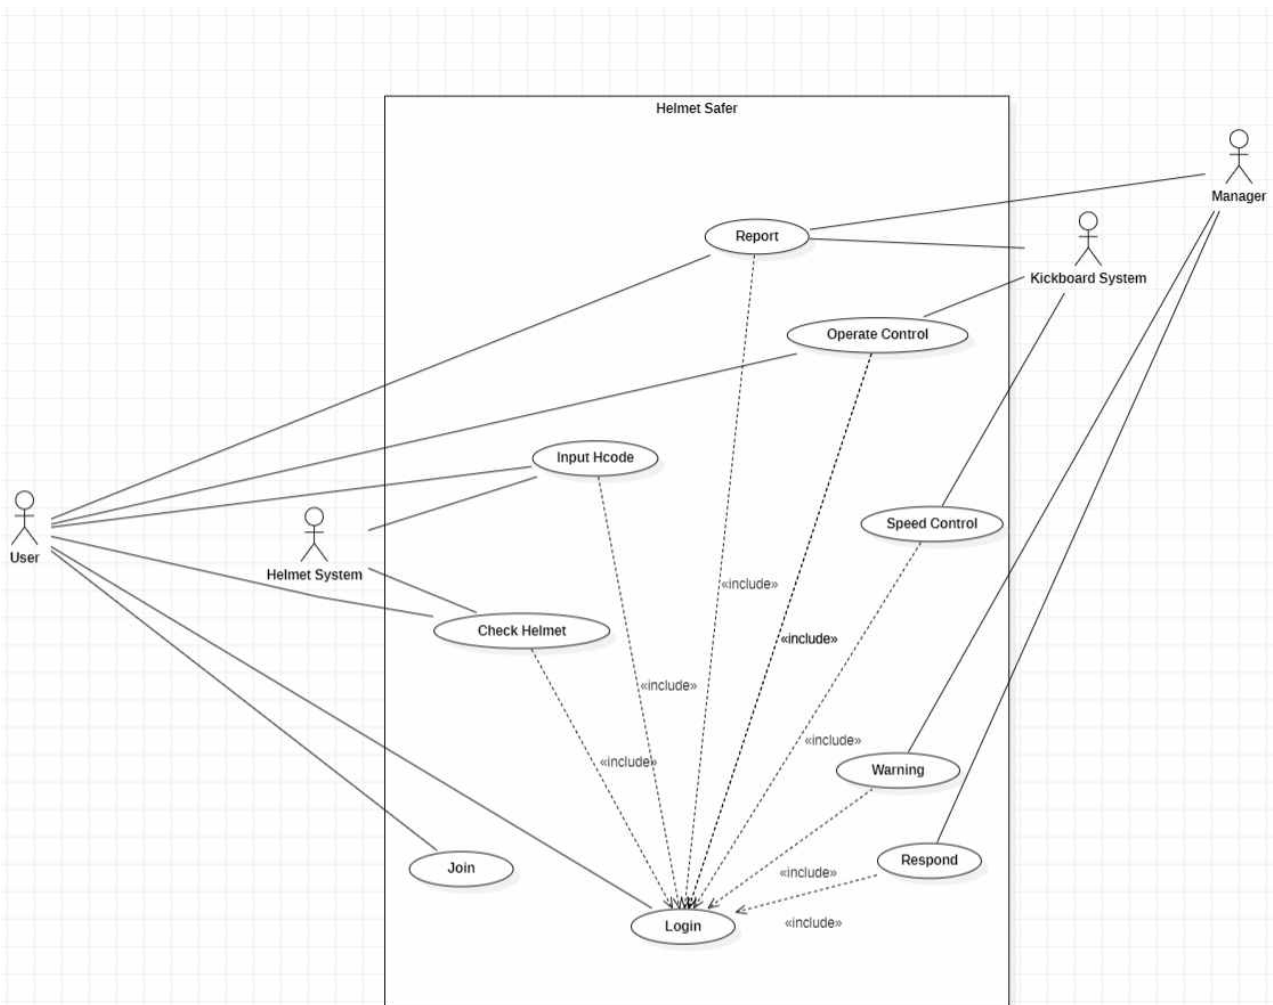 Helmet Safer
Manager
Report
Kickboard System
Operate Control
Input Hcode
Speed Control
User
Helmet System
«include»
Check Helmet
«include»
«include»
«include»
«include»
Warning
Join
Respond
«include»
Login
«include»